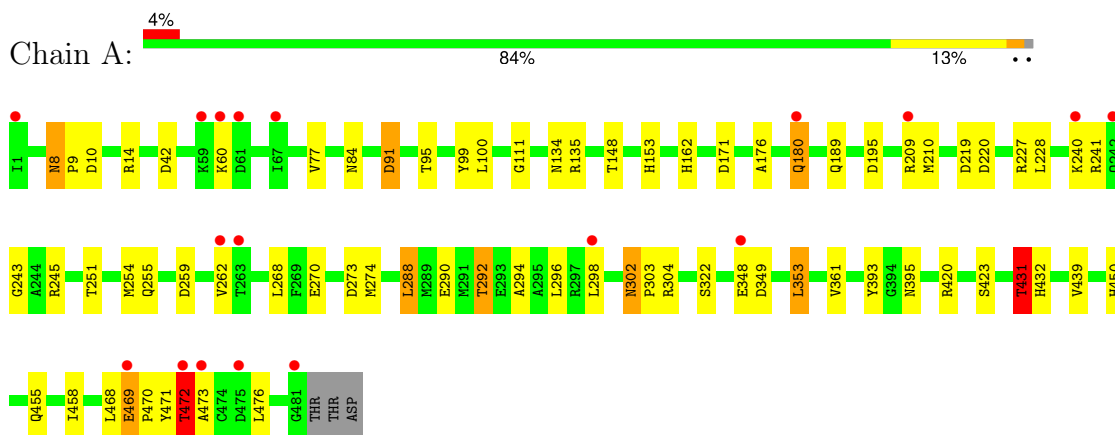 4%
Chain A:
84% 13% • •
I1 N8 P9 D10 R14 D42 K59 K60 D61 I67 V77 N84 D91 T95 Y99 L100 G111 N134 R135 T148 H153 H162 D171 A176 Q180 Q189 D195 R209 M210 D219 D220 R227 L228 K240 R241
G243 A244 R245 T251 M254 Q255 D259 V262 T263 L268 F269 E270 D273 M274 L288 M289 E290 M291 T292 E293 A294 A295 L296 R297 L298 N302 P303 R304 S322 E348 D349 L353 V361 Y393 G394 N395 R420 S423 T431 H432 V439
Q455 I458 L468 E469 P470 Y471 T472 A473 C474 D475 L476 G481 THR THR ASP